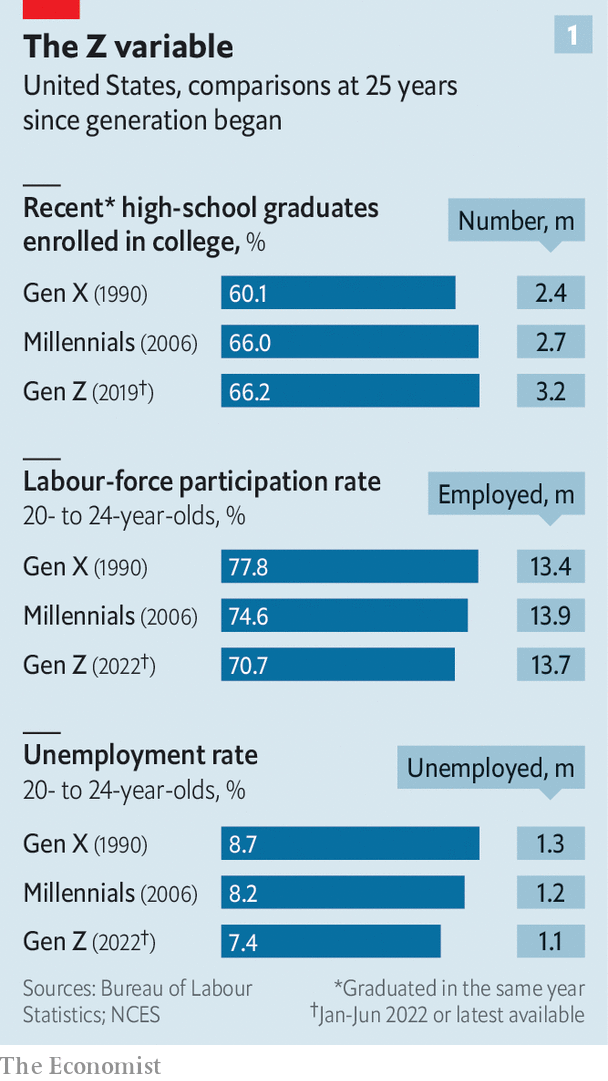 The Z variable
1
United States, comparisons at 25 years
since generation began
Recent* high-school graduates
enrolled in college, %
Number, m
Gen X (1990) 60.1 2.4
Millennials (2006) 66.0 2.7
Gen Z (2019†) 66.2 3.2
Labour-force participation rate
20- to 24-year-olds, %
Employed, m
Gen X (1990) 77.8 13.4
Millennials (2006) 74.6 13.9
Gen Z (2022†) 70.7 13.7
Unemployment rate
20- to 24-year-olds, %
Unemployed, m
Gen X (1990) 8.7 1.3
Millennials (2006) 8.2 1.2
Gen Z (2022†) 7.4 1.1
Sources: Bureau of Labour
Statistics; NCES
*Graduated in the same year
†Jan-Jun 2022 or latest available
The Economist